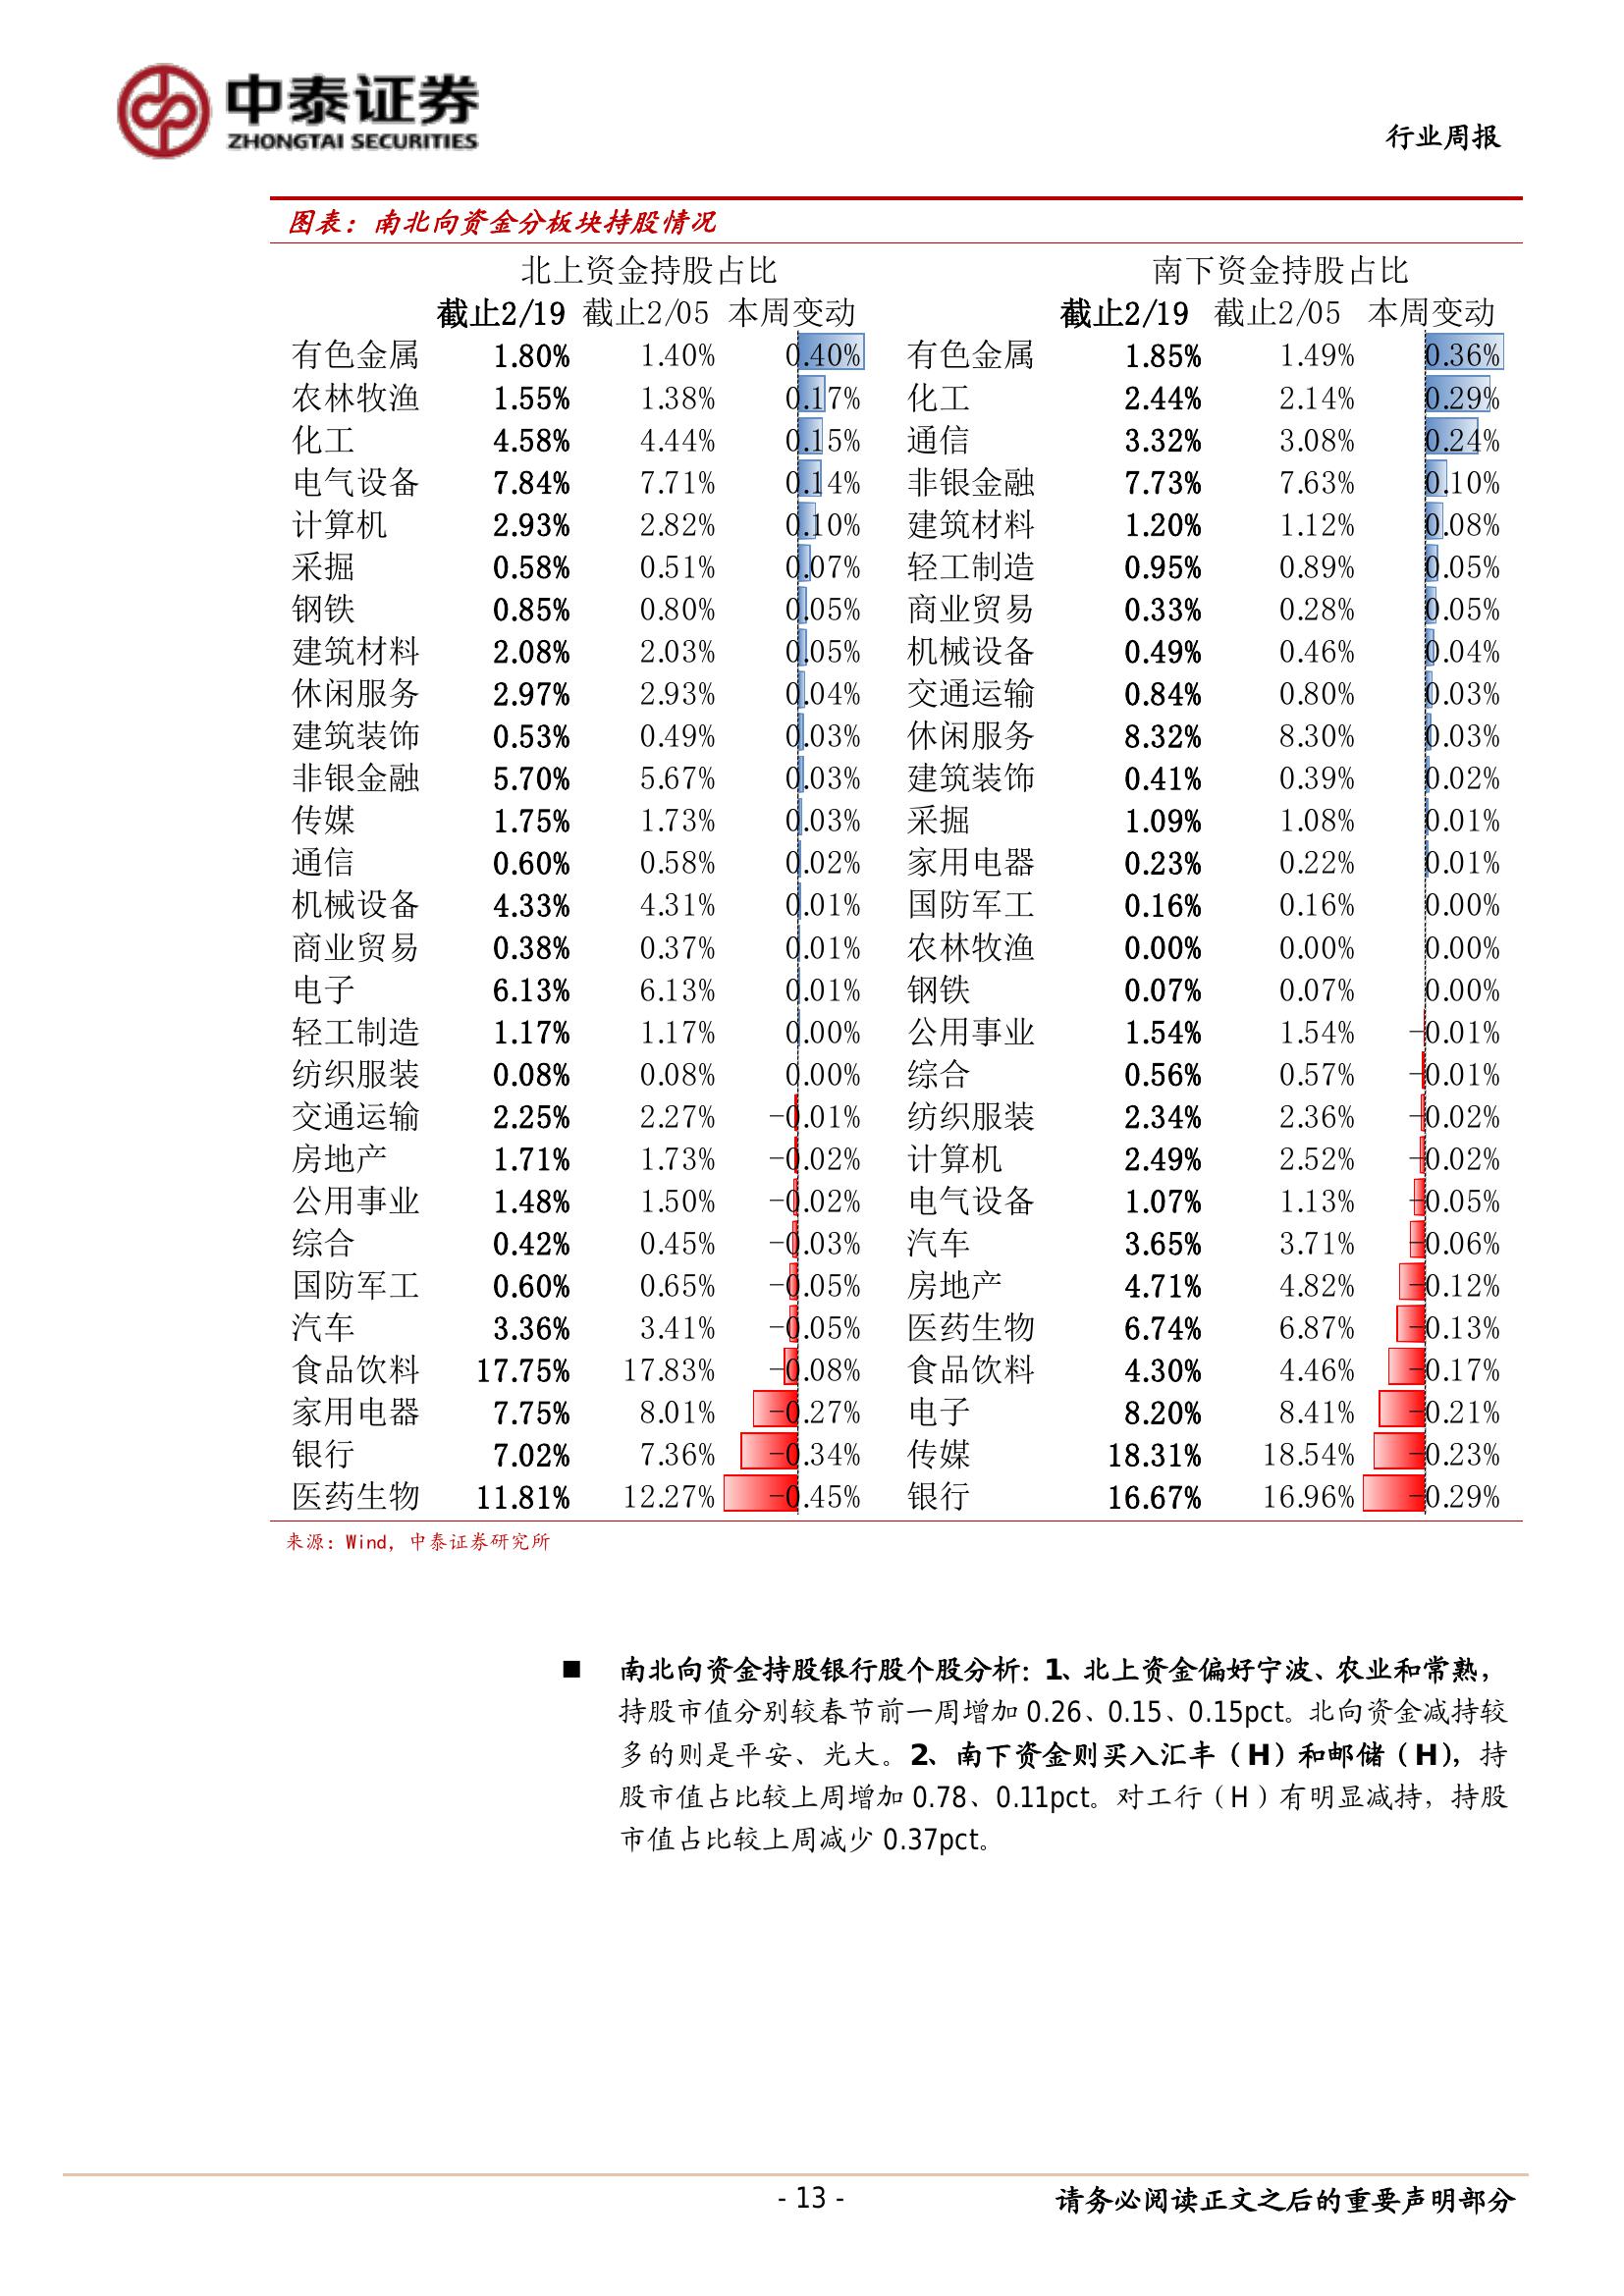 中泰证券
ZHONGTAI SECURITIES
行业周报
图表：南北向资金分板块持股情况
北上资金持股占比 南下资金持股占比
截止2/19 截止2/05 本周变动 截止2/19 截止2/05 本周变动
有色金属 1.80% 1.40% 0.40% 有色金属 1.85% 1.49% 0.36%
农林牧渔 1.55% 1.38% 0.17% 化工 2.44% 2.14% 0.29%
化工 4.58% 4.44% 0.15% 通信 3.32% 3.08% 0.24%
电气设备 7.84% 7.71% 0.14% 非银金融 7.73% 7.63% 0.10%
计算机 2.93% 2.82% 0.10% 建筑材料 1.20% 1.12% 0.08%
采掘 0.58% 0.51% 0.07% 轻工制造 0.95% 0.89% 0.05%
钢铁 0.85% 0.80% 0.05% 商业贸易 0.33% 0.28% 0.05%
建筑材料 2.08% 2.03% 0.05% 机械设备 0.49% 0.46% 0.04%
休闲服务 2.97% 2.93% 0.04% 交通运输 0.84% 0.80% 0.03%
建筑装饰 0.53% 0.49% 0.03% 休闲服务 8.32% 8.30% 0.03%
非银金融 5.70% 5.67% 0.03% 建筑装饰 0.41% 0.39% 0.02%
传媒 1.75% 1.73% 0.03% 采掘 1.09% 1.08% 0.01%
通信 0.60% 0.58% 0.02% 家用电器 0.23% 0.22% 0.01%
机械设备 4.33% 4.31% 0.01% 国防军工 0.16% 0.16% 0.00%
商业贸易 0.38% 0.37% 0.01% 农林牧渔 0.00% 0.00% 0.00%
电子 6.13% 6.13% 0.01% 钢铁 0.07% 0.07% 0.00%
轻工制造 1.17% 1.17% 0.00% 公用事业 1.54% 1.54% -0.01%
纺织服装 0.08% 0.08% 0.00% 综合 0.56% 0.57% -0.01%
交通运输 2.25% 2.27% -0.01% 纺织服装 2.34% 2.36% -0.02%
房地产 1.71% 1.73% -0.02% 计算机 2.49% 2.52% -0.02%
公用事业 1.48% 1.50% -0.02% 电气设备 1.07% 1.13% -0.05%
综合 0.42% 0.45% -0.03% 汽车 3.65% 3.71% -0.06%
国防军工 0.60% 0.65% -0.05% 房地产 4.71% 4.82% -0.12%
汽车 3.36% 3.41% -0.05% 医药生物 6.74% 6.87% -0.13%
食品饮料 17.75% 17.83% -0.08% 食品饮料 4.30% 4.46% -0.17%
家用电器 7.75% 8.01% -0.27% 电子 8.20% 8.41% -0.21%
银行 7.02% 7.36% -0.34% 传媒 18.31% 18.54% -0.23%
医药生物 11.81% 12.27% -0.45% 银行 16.67% 16.96% -0.29%
来源：Wind，中泰证券研究所
■ 南北向资金持股银行股个股分析：1、北上资金偏好宁波、农业和常熟，
持股市值分别较春节前一周增加 0.26、0.15、0.15pct。北向资金减持较
多的则是平安、光大。2、南下资金则买入汇丰（H）和邮储（H），持
股市值占比较上周增加 0.78、0.11pct。对工行（H）有明显减持，持股
市值占比较上周减少 0.37pct。
- 13 - 请务必阅读正文之后的重要声明部分